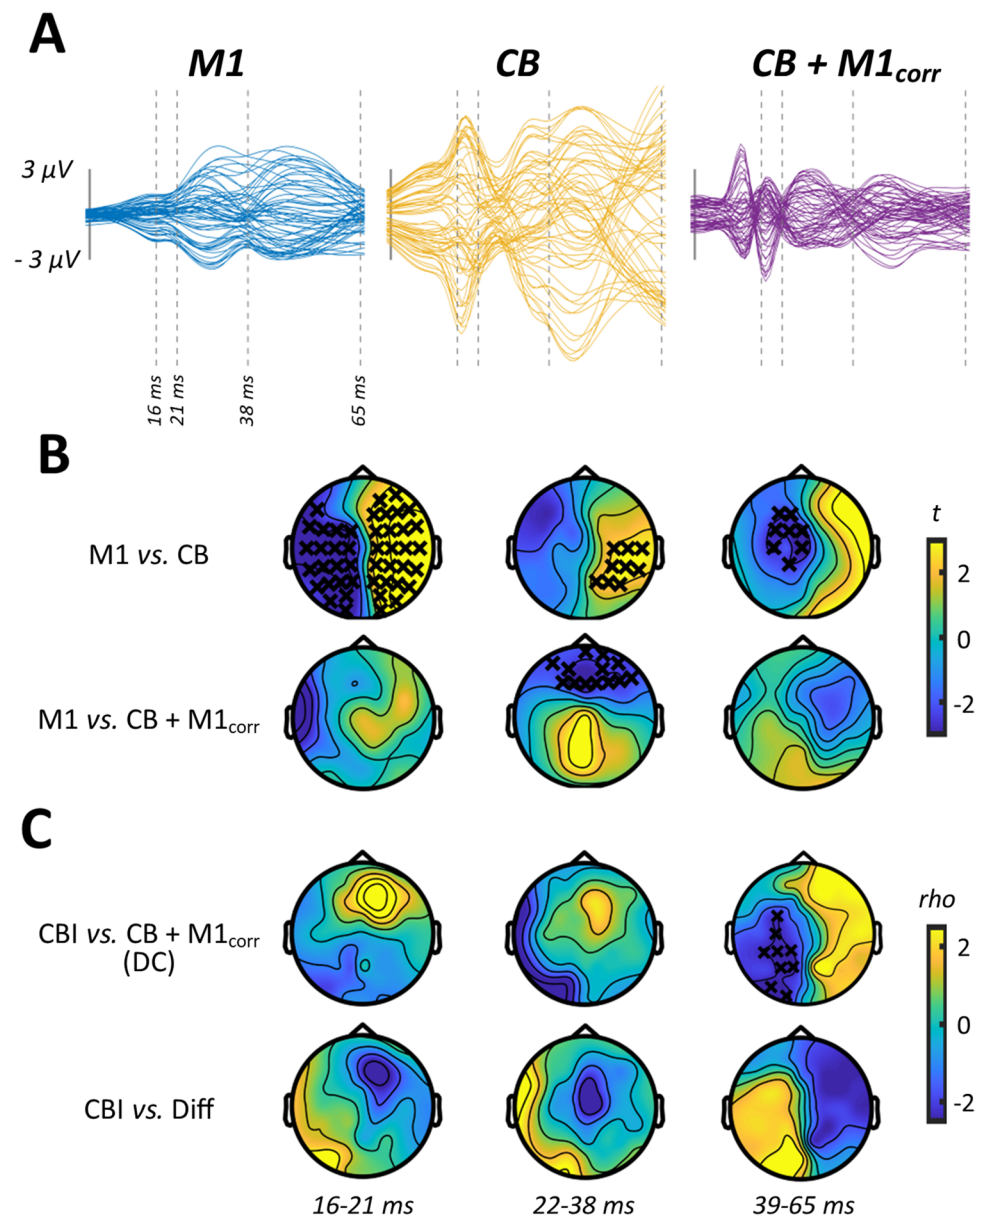 A
M1
CB
CB + M1corr
3 µV
- 3 µV
16 ms
21 ms
38 ms
65 ms
B
M1 vs. CB
t
2
0
-2
M1 vs. CB + M1corr
C
CBI vs. CB + M1corr
(DC)
rho
2
0
-2
CBI vs. Diff
16-21 ms
22-38 ms
39-65 ms